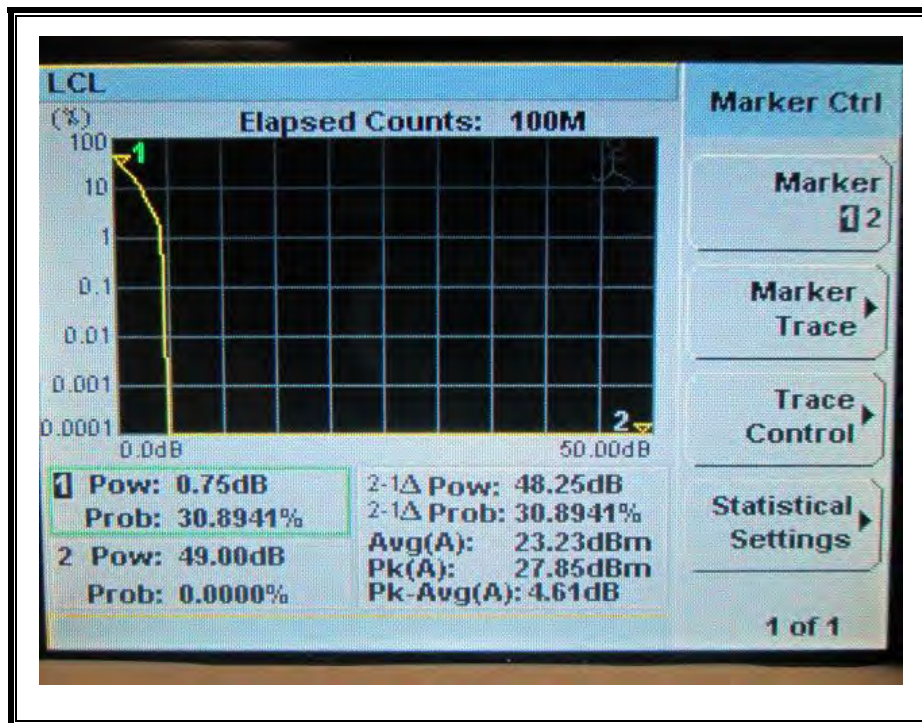 LCL
(%)
Elapsed Counts: 100M
100
10
1
0.1
0.01
0.001
0.0001
1
2
0.0dB
50.00dB
1 Pow: 0.75dB
Prob: 30.8941%
2 Pow: 49.00dB
Prob: 0.0000%
2-1Δ Pow: 48.25dB
2-1Δ Prob: 30.8941%
Avg(A): 23.23dBm
Pk(A): 27.85dBm
Pk-Avg(A): 4.61dB
Marker Ctrl
Marker
1 2
Marker
Trace
Trace
Control
Statistical
Settings
1 of 1